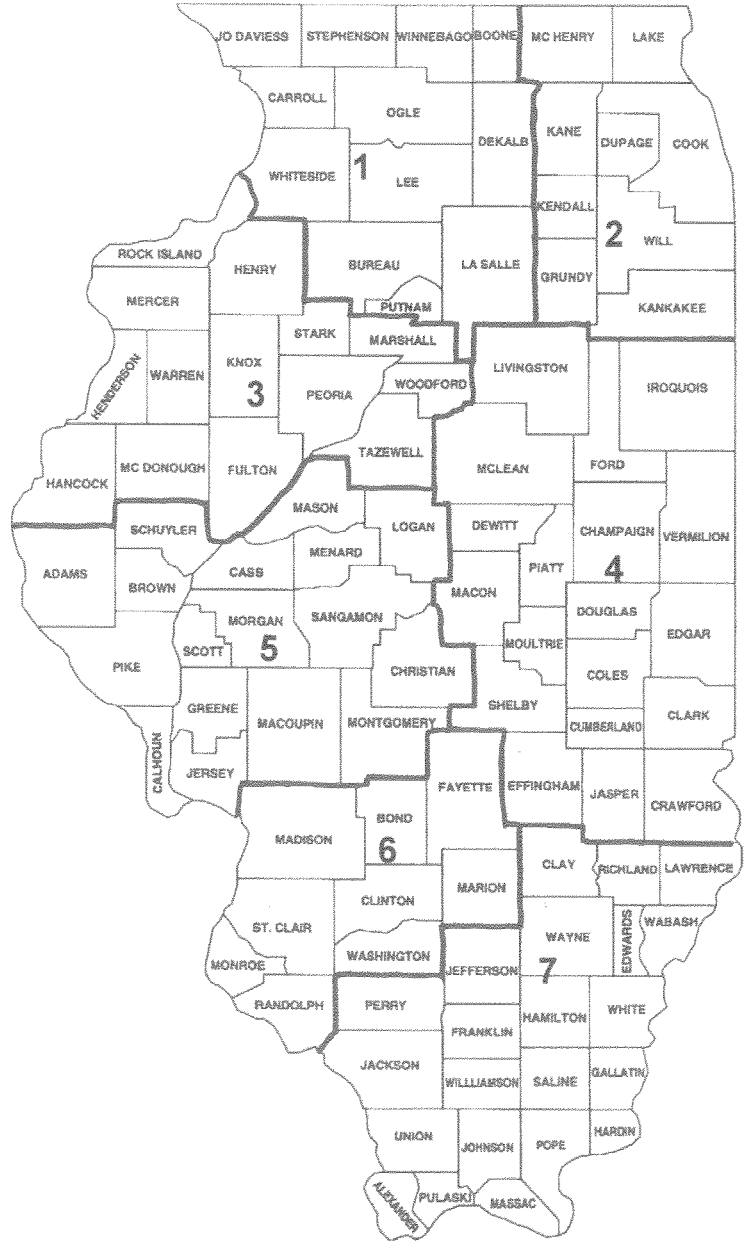 JO DAVIESS STEPHENSON WINNEBAGO BOONE MC HENRY LAKE
CARROLL OGLE DEKALB KANE DUPAGE COOK
WHITESIDE 1 LEE KENDALL 2 WILL
ROCK ISLAND HENRY BUREAU LA SALLE GRUNDY
MERCER PUTNAM KANKAKEE
STARK MARSHALL
HENDERSON WARREN KNOX 3 PEORIA WOODFORD LIVINGSTON IROQUOIS
HANCOCK MC DONOUGH FULTON TAZEWELL MCLEAN FORD
MASON LOGAN DEWITT CHAMPAIGN VERMILION
SCHUYLER MENARD
ADAMS BROWN CASS MACON PIATT 4
PIKE SCOTT MORGAN 5 SANGAMON MOULTRIE DOUGLAS EDGAR
CHRISTIAN COLES
GREENE MACOUPIN MONTGOMERY SHELBY CUMBERLAND CLARK
CALHOUN JERSEY FAYETTE EFFINGHAM JASPER CRAWFORD
MADISON BOND
6 CLAY RICHLAND LAWRENCE
CLINTON MARION
ST. CLAIR WASHINGTON WAYNE EDWARDS WABASH
MONROE JEFFERSON 7
RANDOLPH PERRY HAMILTON WHITE
FRANKLIN
JACKSON WILLLIAMSON SALINE GALLATIN
UNION JOHNSON POPE HARDIN
ALEXANDER PULASKI MASSAC